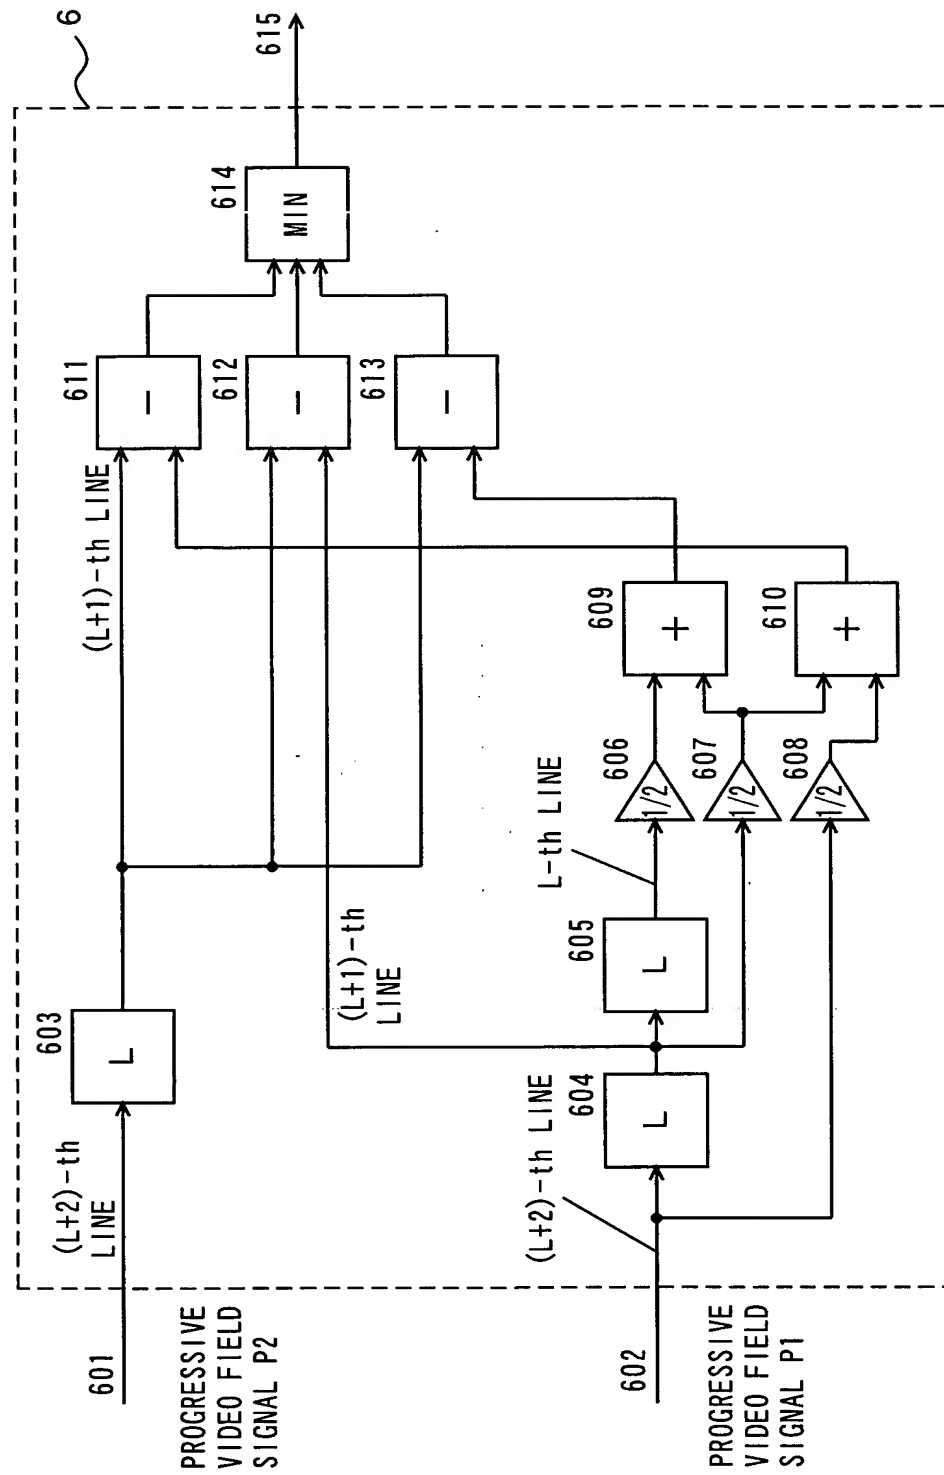 6
615
614
MIN
611
—
612
—
613
—
(L+1)-th LINE
603
L
(L+2)-th
LINE
601
PROGRESSIVE
VIDEO FIELD
SIGNAL P2
(L+1)-th
LINE
609
+
610
+
606
1/2
607
1/2
608
1/2
L-th LINE
605
L
604
L
(L+2)-th LINE
602
PROGRESSIVE
VIDEO FIELD
SIGNAL P1